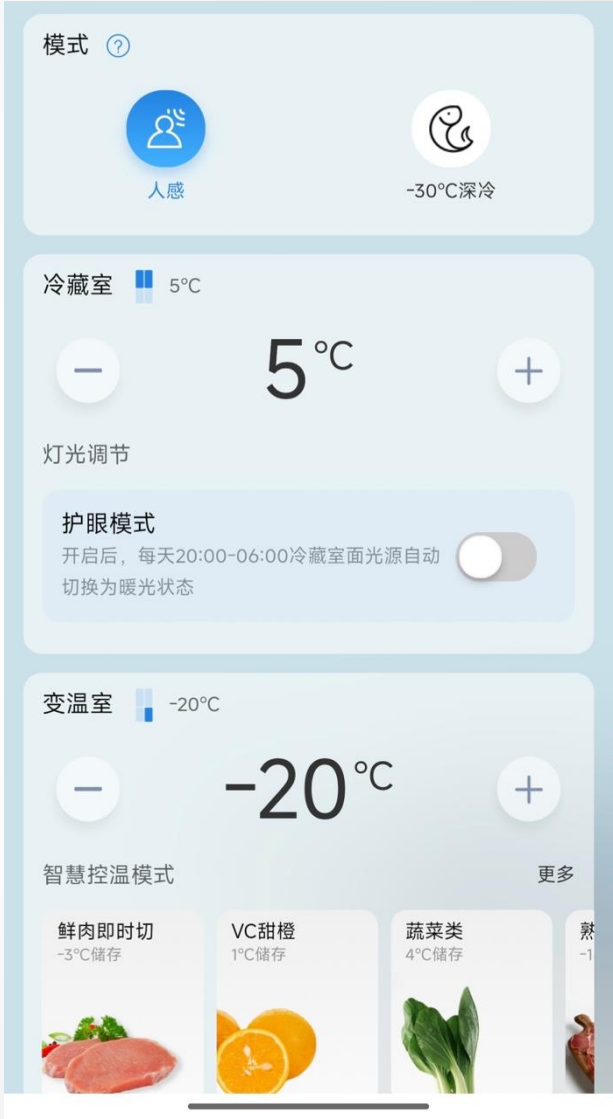 模式 ?
人感
-30℃深冷
冷藏室 5℃
5℃
灯光调节
护眼模式
开启后，每天20:00-06:00冷藏室面光源自动
切换为暖光状态
变温室 -20℃
-20℃
智慧控温模式 更多
鲜肉即时切
-3℃储存
VC甜橙
1℃储存
蔬菜类
4℃储存
熟
-1